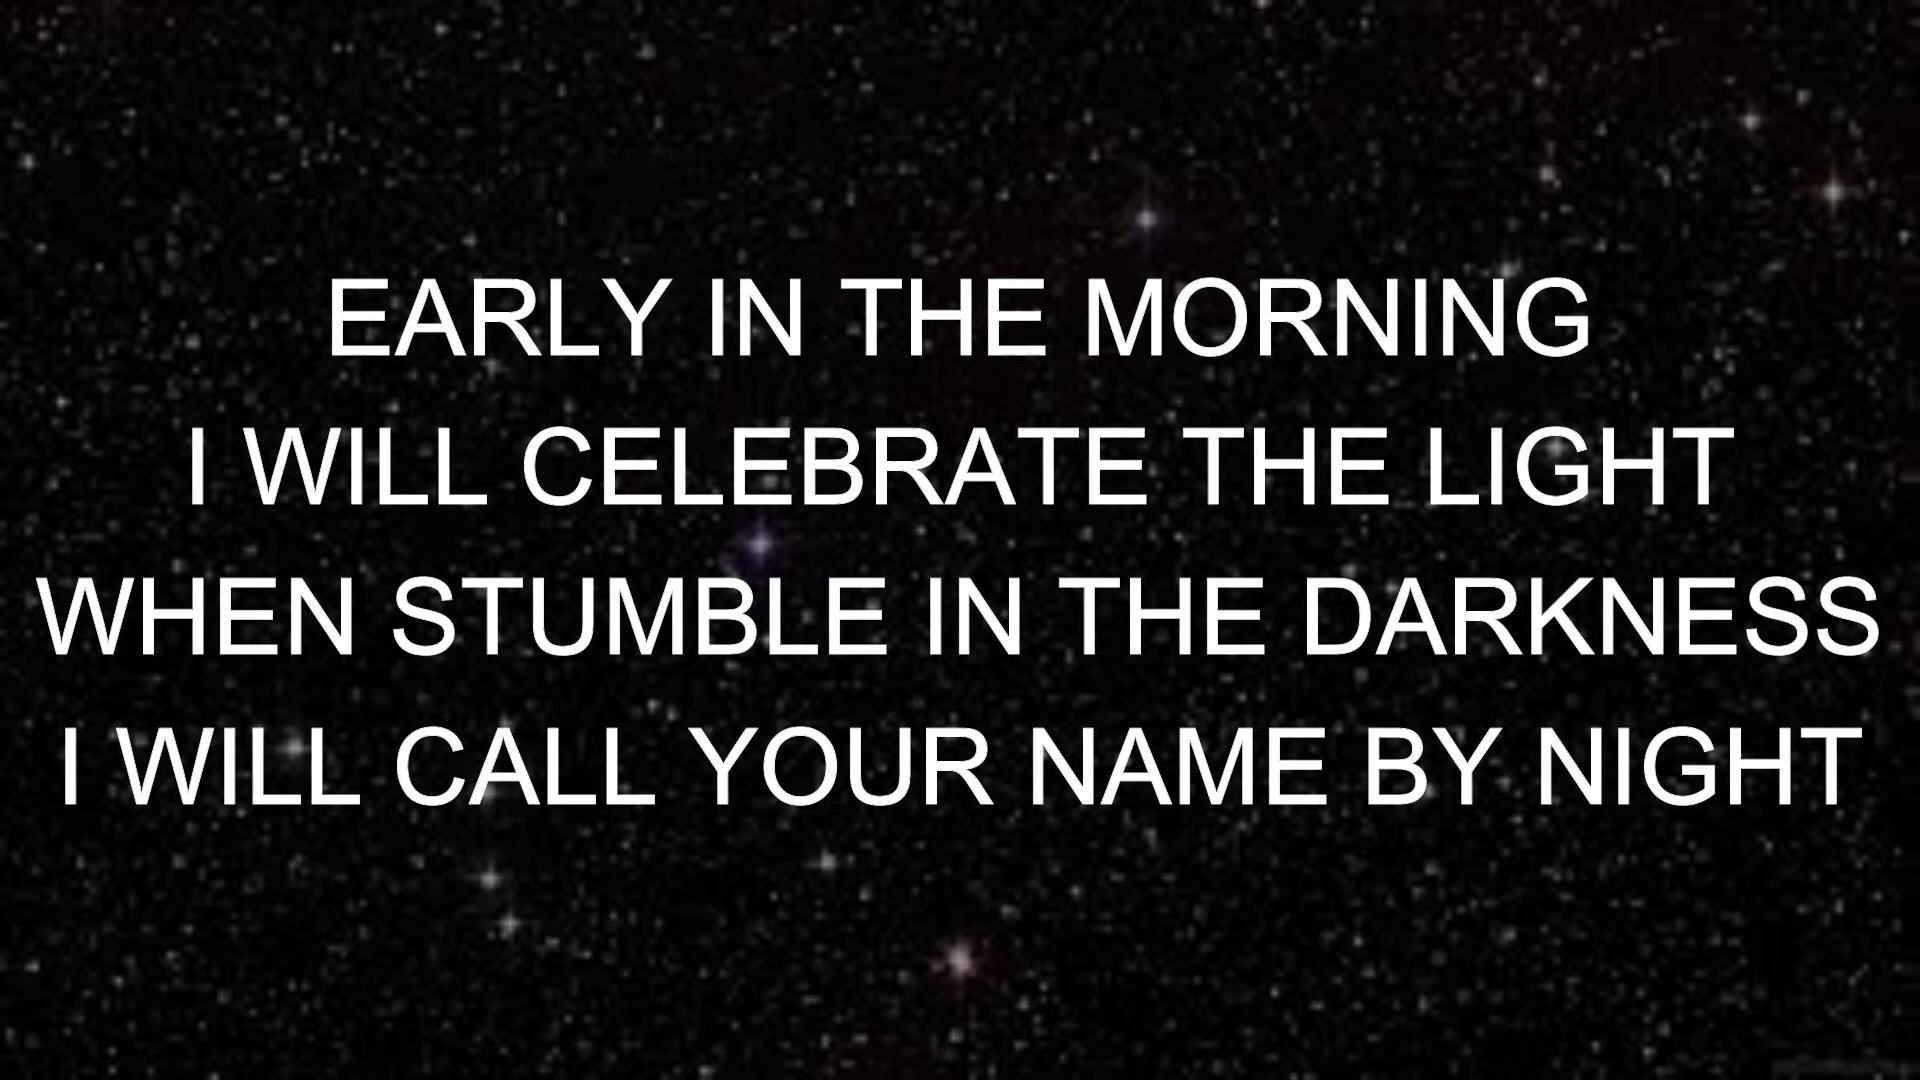 EARLY IN THE MORNING
I WILL CELEBRATE THE LIGHT
WHEN STUMBLE IN THE DARKNESS
I WILL CALL YOUR NAME BY NIGHT